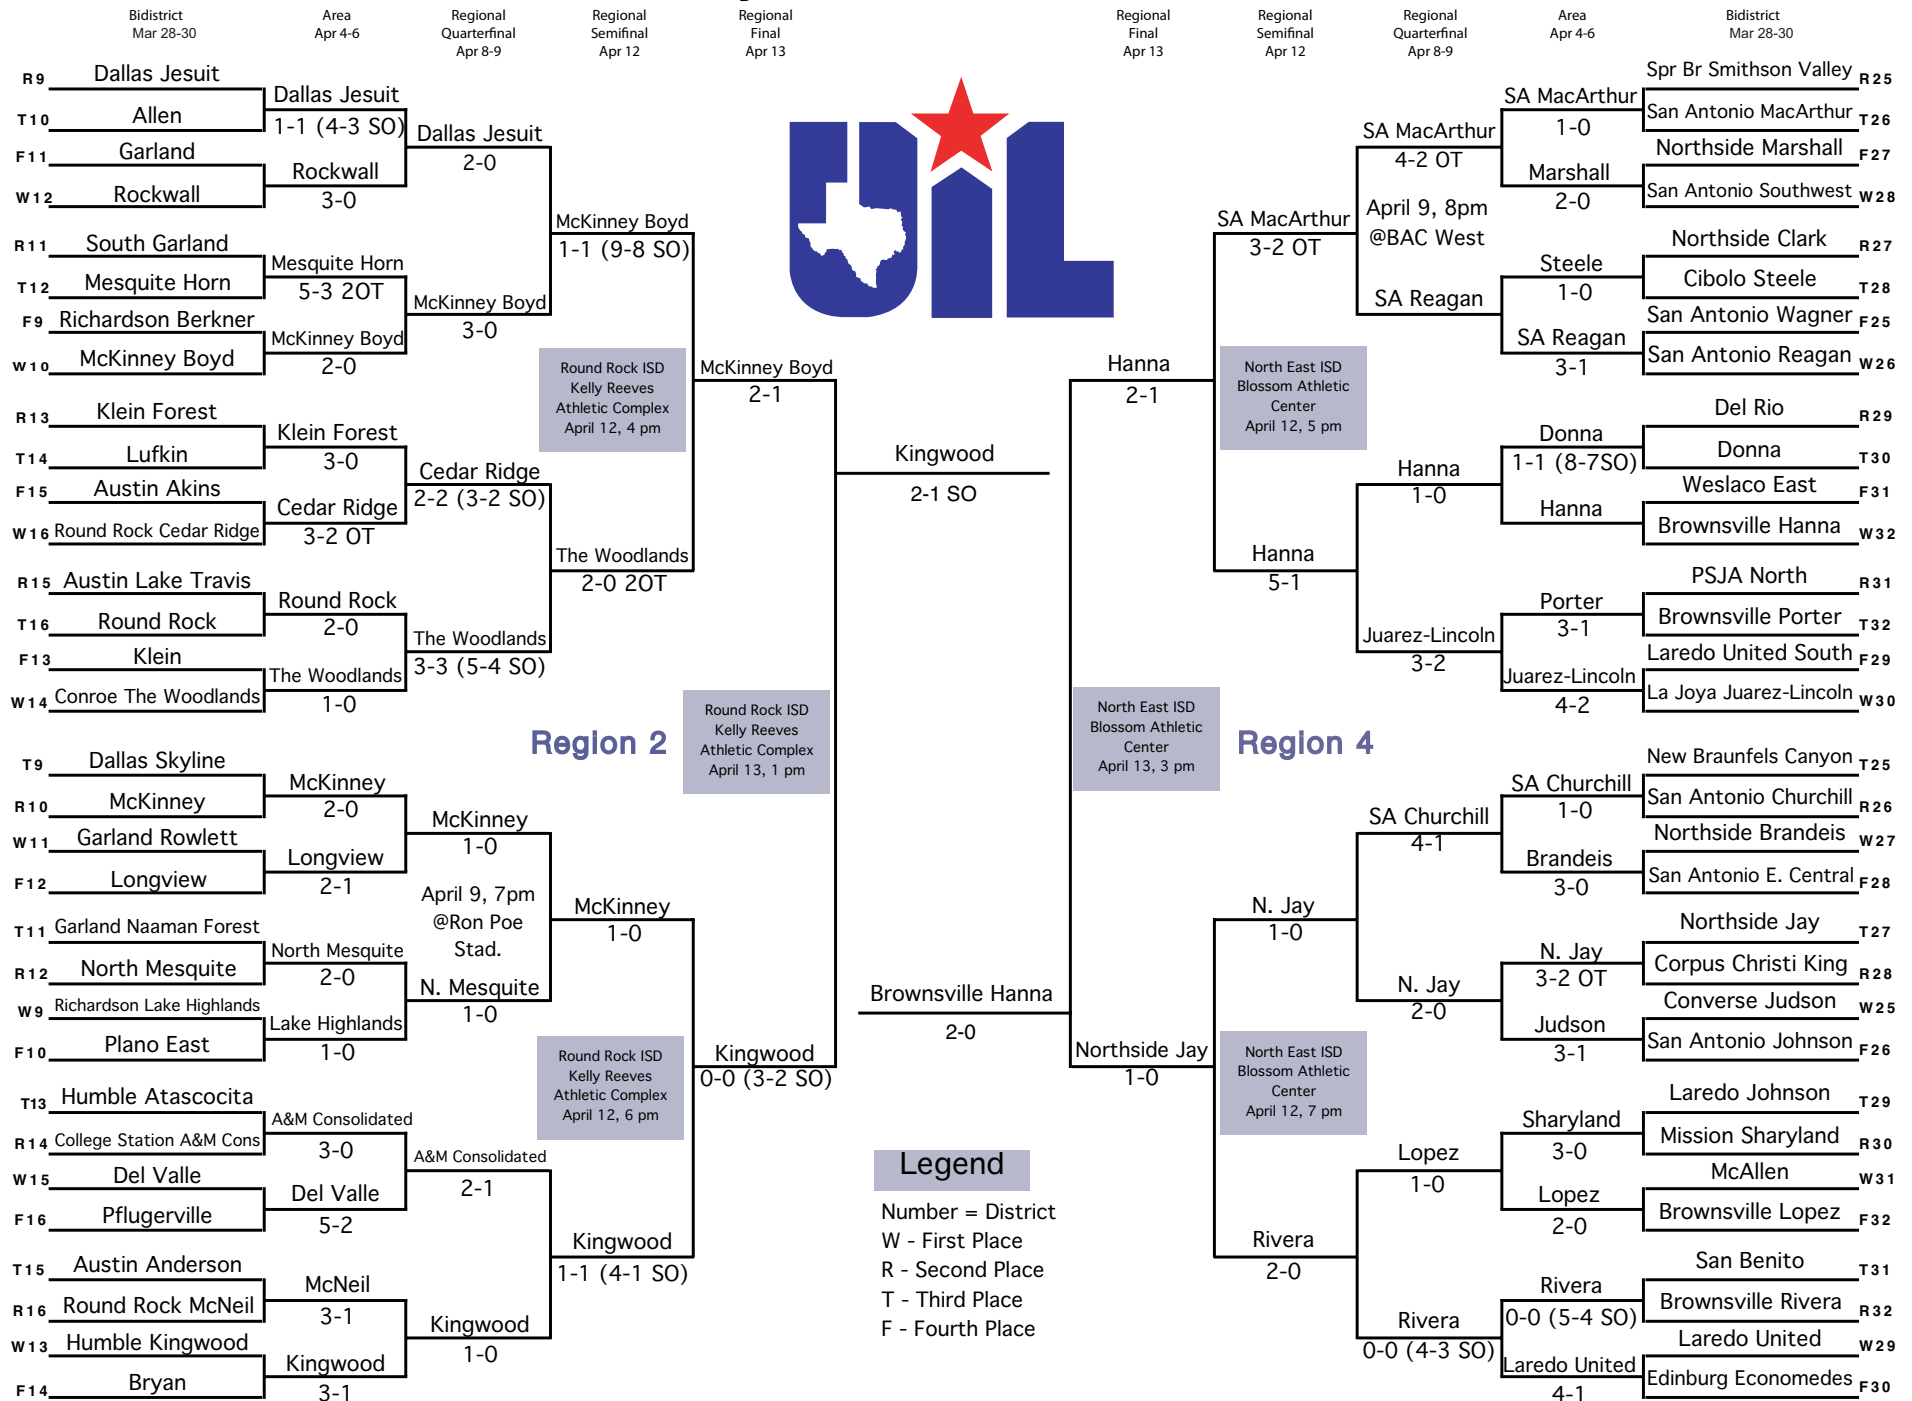 Bidistrict
Mar 28-30
Area
Apr 4-6
Regional
Quarterfinal
Apr 8-9
Regional
Semifinal
Apr 12
Regional
Final
Apr 13
Regional
Final
Apr 13
Regional
Semifinal
Apr 12
Regional
Quarterfinal
Apr 8-9
Area
Apr 4-6
Bidistrict
Mar 28-30
UIL
R9 Dallas Jesuit
T10 Allen
F11 Garland
W12 Rockwall
R11 South Garland
T12 Mesquite Horn
F9 Richardson Berkner
W10 McKinney Boyd
R13 Klein Forest
T14 Lufkin
F15 Austin Akins
W16 Round Rock Cedar Ridge
R15 Austin Lake Travis
T16 Round Rock
F13 Klein
W14 Conroe The Woodlands
T9 Dallas Skyline
R10 McKinney
W11 Garland Rowlett
F12 Longview
T11 Garland Naaman Forest
R12 North Mesquite
W9 Richardson Lake Highlands
F10 Plano East
T13 Humble Atascocita
R14 College Station A&M Cons
W15 Del Valle
F16 Pflugerville
T15 Austin Anderson
R16 Round Rock McNeil
W13 Humble Kingwood
F14 Bryan
Dallas Jesuit
1-1 (4-3 SO)
Rockwall
3-0
Mesquite Horn
5-3 2OT
McKinney Boyd
2-0
Klein Forest
3-0
Cedar Ridge
3-2 OT
Round Rock
2-0
The Woodlands
1-0
McKinney
2-0
Longview
2-1
North Mesquite
2-0
Lake Highlands
1-0
A&M Consolidated
3-0
Del Valle
5-2
McNeil
3-1
Kingwood
3-1
Dallas Jesuit
2-0
McKinney Boyd
3-0
Cedar Ridge
2-2 (3-2 SO)
The Woodlands
3-3 (5-4 SO)
McKinney
1-0
April 9, 7pm
@Ron Poe
Stad.
N. Mesquite
1-0
A&M Consolidated
2-1
Kingwood
1-0
McKinney Boyd
1-1 (9-8 SO)
Round Rock ISD
Kelly Reeves
Athletic Complex
April 12, 4 pm
The Woodlands
2-0 2OT
Region 2
McKinney
1-0
Round Rock ISD
Kelly Reeves
Athletic Complex
April 12, 6 pm
Kingwood
1-1 (4-1 SO)
McKinney Boyd
2-1
Round Rock ISD
Kelly Reeves
Athletic Complex
April 13, 1 pm
Kingwood
0-0 (3-2 SO)
Kingwood
2-1 SO
Brownsville Hanna
2-0
Legend
Number = District
W - First Place
R - Second Place
T - Third Place
F - Fourth Place
Hanna
2-1
North East ISD
Blossom Athletic
Center
April 13, 3 pm
Northside Jay
1-0
SA MacArthur
3-2 OT
North East ISD
Blossom Athletic
Center
April 12, 5 pm
Hanna
5-1
Region 4
N. Jay
1-0
North East ISD
Blossom Athletic
Center
April 12, 7 pm
Rivera
2-0
SA MacArthur
4-2 OT
April 9, 8pm
@BAC West
SA Reagan
Hanna
1-0
Juarez-Lincoln
3-2
SA Churchill
4-1
N. Jay
2-0
Lopez
1-0
Rivera
0-0 (4-3 SO)
SA MacArthur
1-0
Marshall
2-0
Steele
1-0
SA Reagan
3-1
Donna
1-1 (8-7SO)
Hanna
Porter
3-1
Juarez-Lincoln
4-2
SA Churchill
1-0
Brandeis
3-0
N. Jay
3-2 OT
Judson
3-1
Sharyland
3-0
Lopez
2-0
Rivera
0-0 (5-4 SO)
Laredo United
4-1
Spr Br Smithson Valley R25
San Antonio MacArthur T26
Northside Marshall F27
San Antonio Southwest W28
Northside Clark R27
Cibolo Steele T28
San Antonio Wagner F25
San Antonio Reagan W26
Del Rio R29
Donna T30
Weslaco East F31
Brownsville Hanna W32
PSJA North R31
Brownsville Porter T32
Laredo United South F29
La Joya Juarez-Lincoln W30
New Braunfels Canyon T25
San Antonio Churchill R26
Northside Brandeis W27
San Antonio E. Central F28
Northside Jay T27
Corpus Christi King R28
Converse Judson W25
San Antonio Johnson F26
Laredo Johnson T29
Mission Sharyland R30
McAllen W31
Brownsville Lopez F32
San Benito T31
Brownsville Rivera R32
Laredo United W29
Edinburg Economedes F30